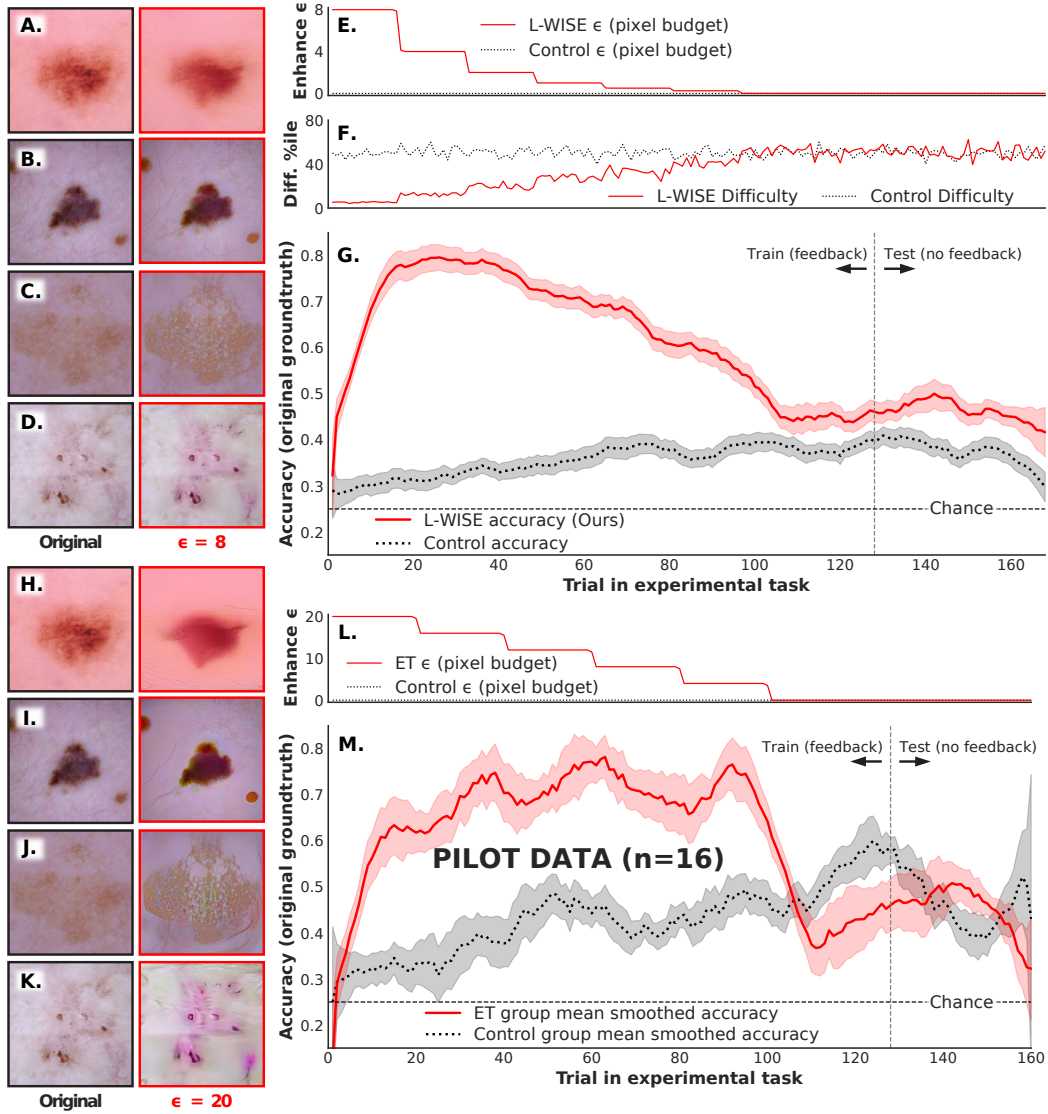 A.
B.
C.
D.
Original
ϵ = 8
E.
Enhance ϵ
8
4
0
L-WISE ϵ (pixel budget)
Control ϵ (pixel budget)
F.
Diff. %ile
80
40
0
L-WISE Difficulty
Control Difficulty
G.
Accuracy (original groundtruth)
0.8
0.7
0.6
0.5
0.4
0.3
0.2
Train (feedback)
Test (no feedback)
Chance
L-WISE accuracy (Ours)
Control accuracy
0 20 40 60 80 100 120 140 160
Trial in experimental task
H.
I.
J.
K.
Original
ϵ = 20
L.
Enhance ϵ
20
12
4
0
ET ϵ (pixel budget)
Control ϵ (pixel budget)
M.
Accuracy (original groundtruth)
0.8
0.7
0.6
0.5
0.4
0.3
0.2
Train (feedback)
Test (no feedback)
PILOT DATA (n=16)
Chance
ET group mean smoothed accuracy
Control group mean smoothed accuracy
0 20 40 60 80 100 120 140 160
Trial in experimental task